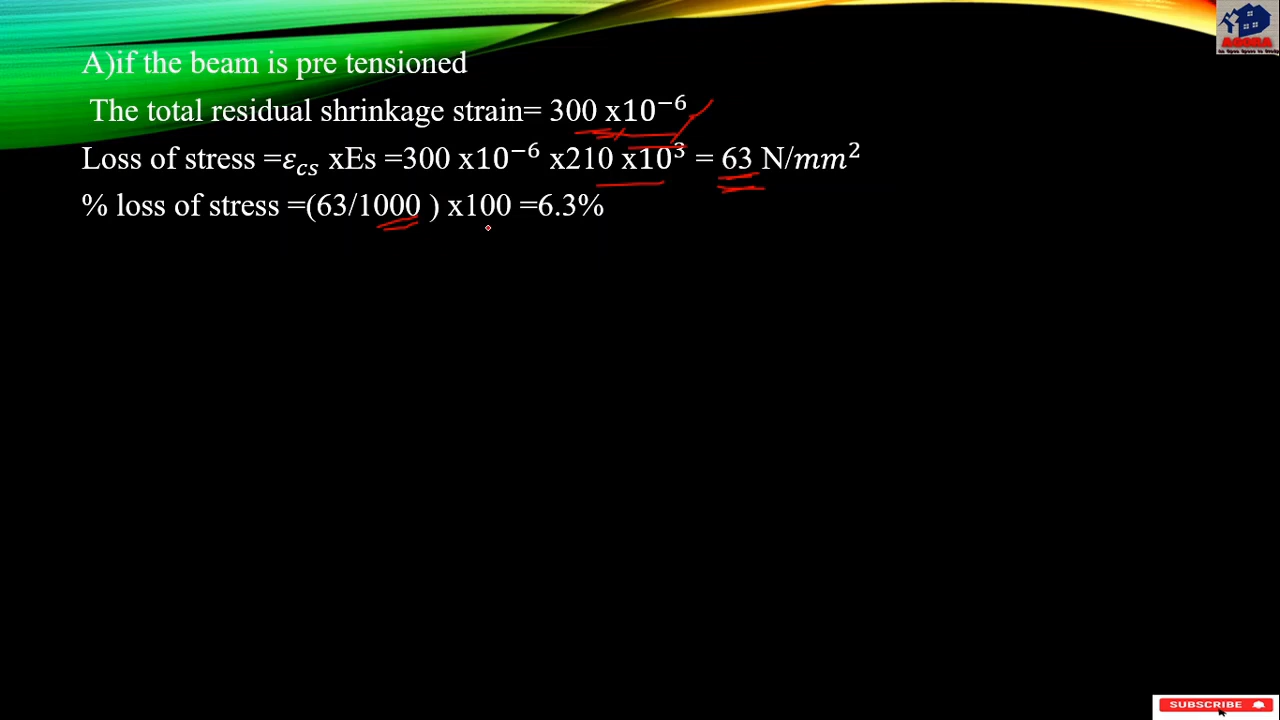 A)if the beam is pre tensioned
The total residual shrinkage strain= 300 x10⁻⁶
Loss of stress =εcs xEs =300 x10⁻⁶ x210 x10³ = 63 N/mm²
% loss of stress =(63/1000 ) x100 =6.3%
SUBSCRIBE